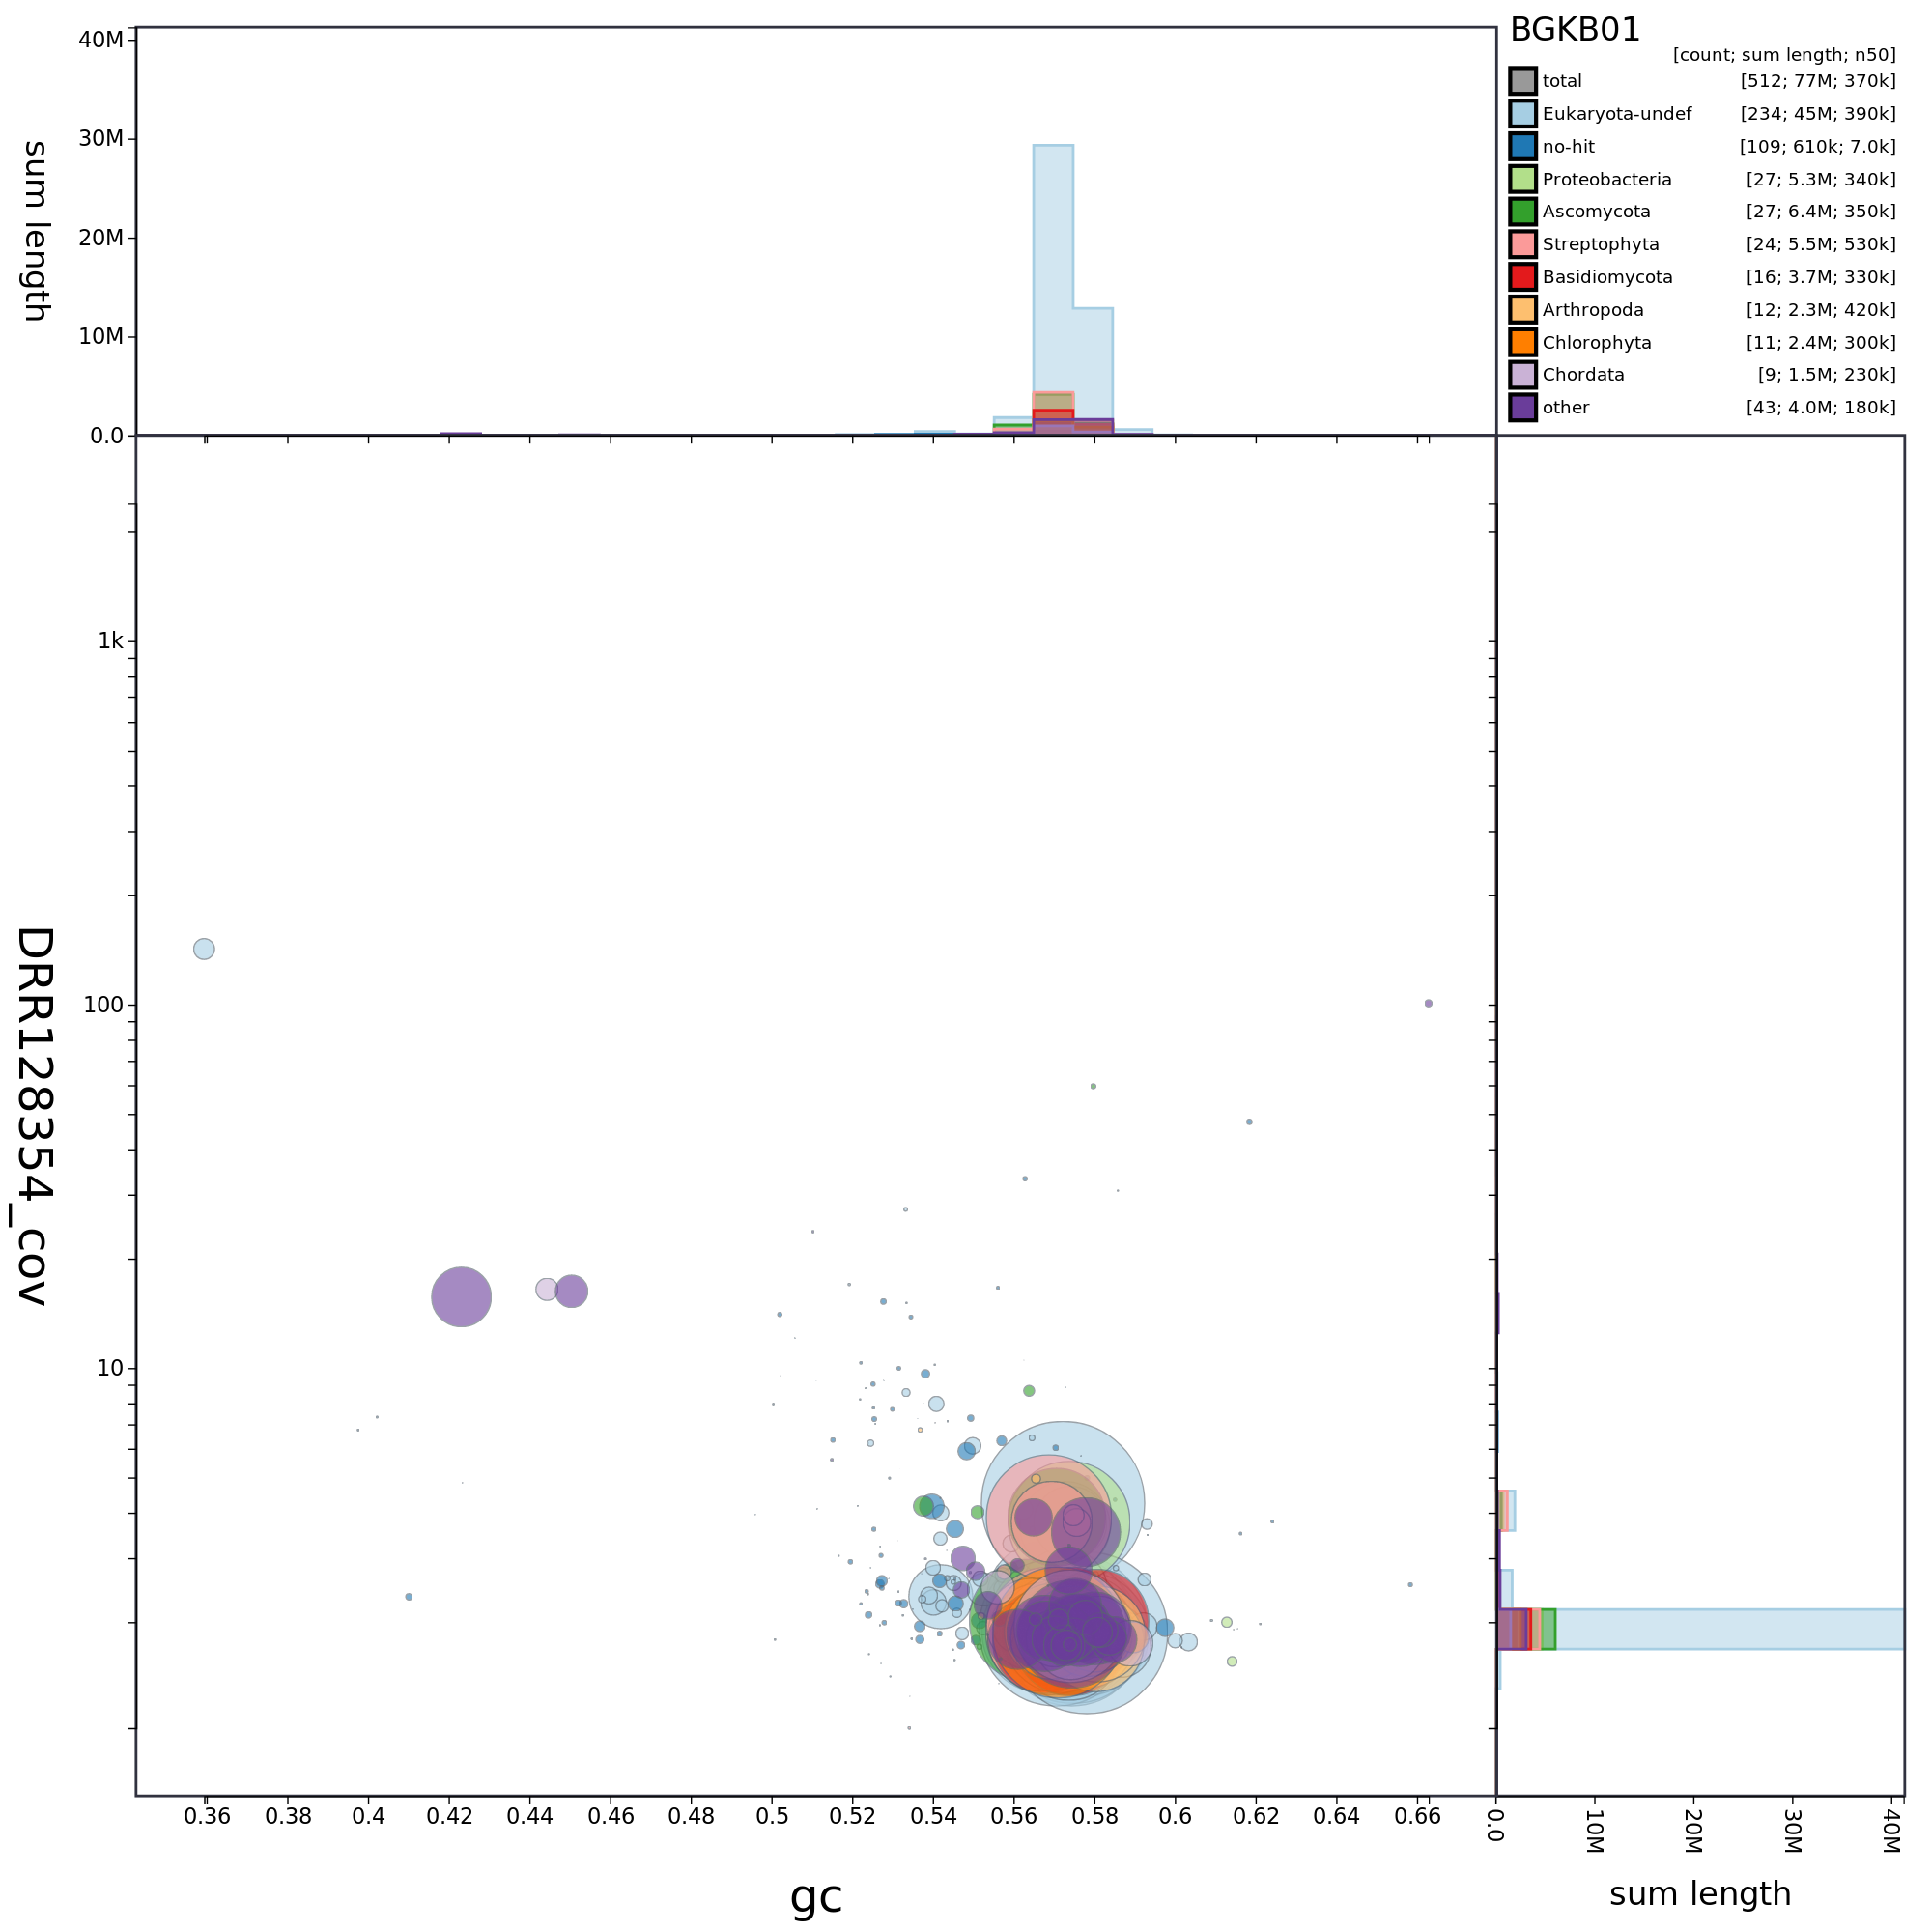 BGKB01
[count; sum length; n50]
total [512; 77M; 370k]
Eukaryota-undef [234; 45M; 390k]
no-hit [109; 610k; 7.0k]
Proteobacteria [27; 5.3M; 340k]
Ascomycota [27; 6.4M; 350k]
Streptophyta [24; 5.5M; 530k]
Basidiomycota [16; 3.7M; 330k]
Arthropoda [12; 2.3M; 420k]
Chlorophyta [11; 2.4M; 300k]
Chordata [9; 1.5M; 230k]
other [43; 4.0M; 180k]
40M
30M
20M
10M
0.0
sum length
1k
100
10
DRR128354_cov
0.36 0.38 0.4 0.42 0.44 0.46 0.48 0.5 0.52 0.54 0.56 0.58 0.6 0.62 0.64 0.66
gc
0.0 10M 20M 30M 40M
sum length